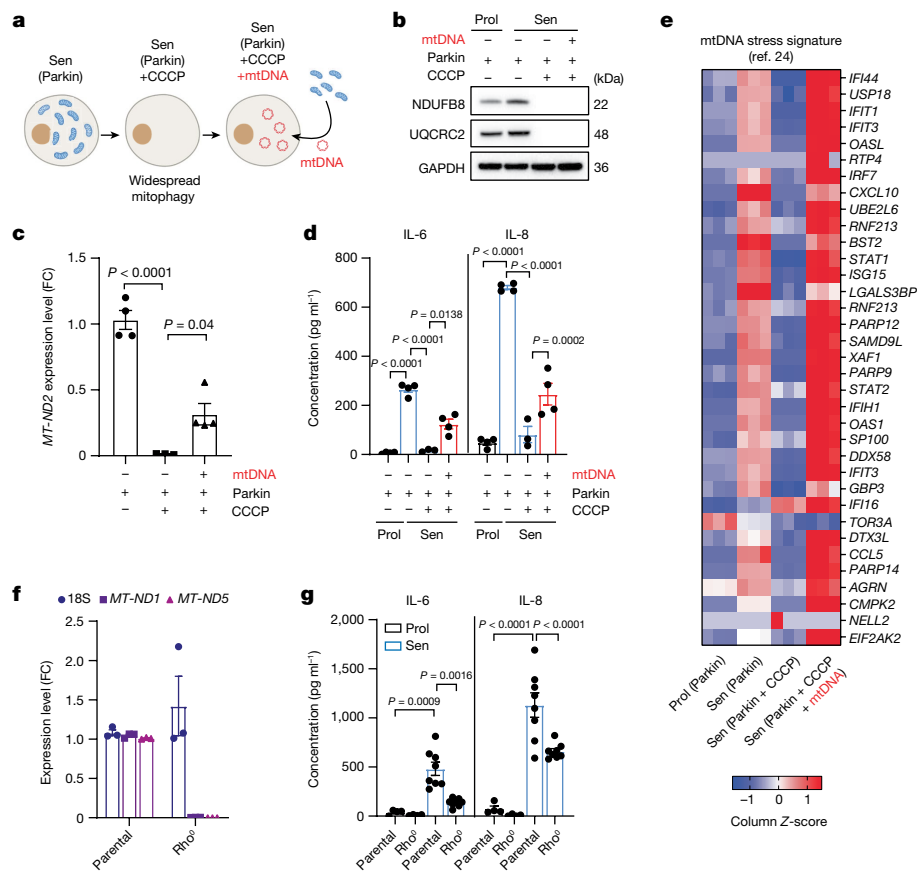 a
Sen
(Parkin)
Sen
(Parkin)
+CCCP
Sen
(Parkin)
+CCCP
+mtDNA
mtDNA
Widespread
mitophagy
b
Prol Sen
mtDNA – – – +
Parkin + + + +
CCCP – – + + (kDa)
NDUFB8 22
UQCRC2 48
GAPDH 36
c
MT-ND2 expression level (FC)
1.5
1.0
0.5
0
P < 0.0001
P = 0.04
– – + mtDNA
+ + + Parkin
– + + CCCP
d
IL-6 IL-8
Concentration (pg ml⁻¹)
800
600
400
200
0
P < 0.0001
P < 0.0001
P = 0.0138
P < 0.0001
P < 0.0001
P = 0.0002
– – – + – – – + mtDNA
+ + + + + + + + Parkin
– – + + – – + + CCCP
Prol Sen Prol Sen
e
mtDNA stress signature
(ref. 24)
IFI44
USP18
IFIT1
IFIT3
OASL
RTP4
IRF7
CXCL10
UBE2L6
RNF213
BST2
STAT1
ISG15
LGALS3BP
RNF213
PARP12
SAMD9L
XAF1
PARP9
STAT2
IFIH1
OAS1
SP100
DDX58
IFIT3
GBP3
IFI16
TOR3A
DTX3L
CCL5
PARP14
AGRN
CMPK2
NELL2
EIF2AK2
Prol (Parkin)
Sen (Parkin)
Sen (Parkin + CCCP)
Sen (Parkin + CCCP
+ mtDNA)
–1 0 1
Column Z-score
f
18S MT-ND1 MT-ND5
Expression level (FC)
2.5
2.0
1.5
1.0
0.5
0
Parental
Rho⁰
g
IL-6 IL-8
Prol
Sen
Concentration (pg ml⁻¹)
2,000
1,500
1,000
500
0
P = 0.0009
P = 0.0016
P < 0.0001
P < 0.0001
Parental
Rho⁰
Parental
Rho⁰
Parental
Rho⁰
Parental
Rho⁰